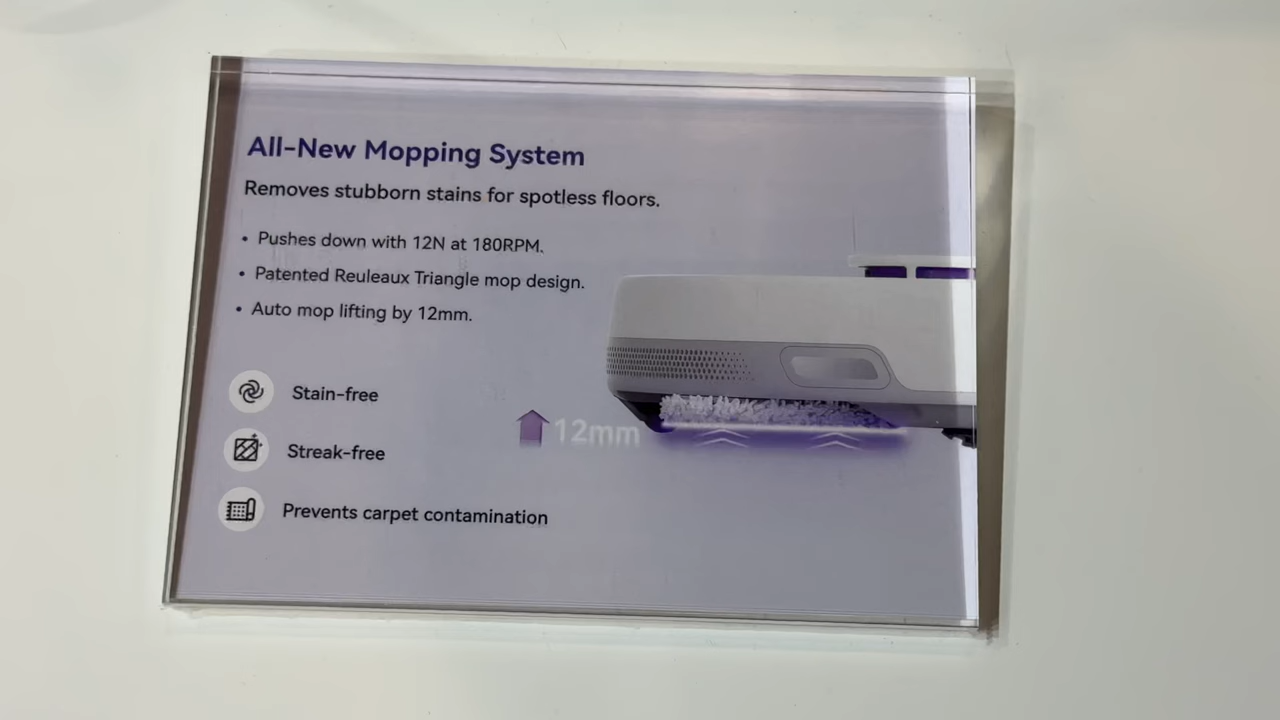 All-New Mopping System
Removes stubborn stains for spotless floors.
• Pushes down with 12N at 180RPM.
• Patented Reuleaux Triangle mop design.
• Auto mop lifting by 12mm.
Stain-free
12mm
Streak-free
Prevents carpet contamination